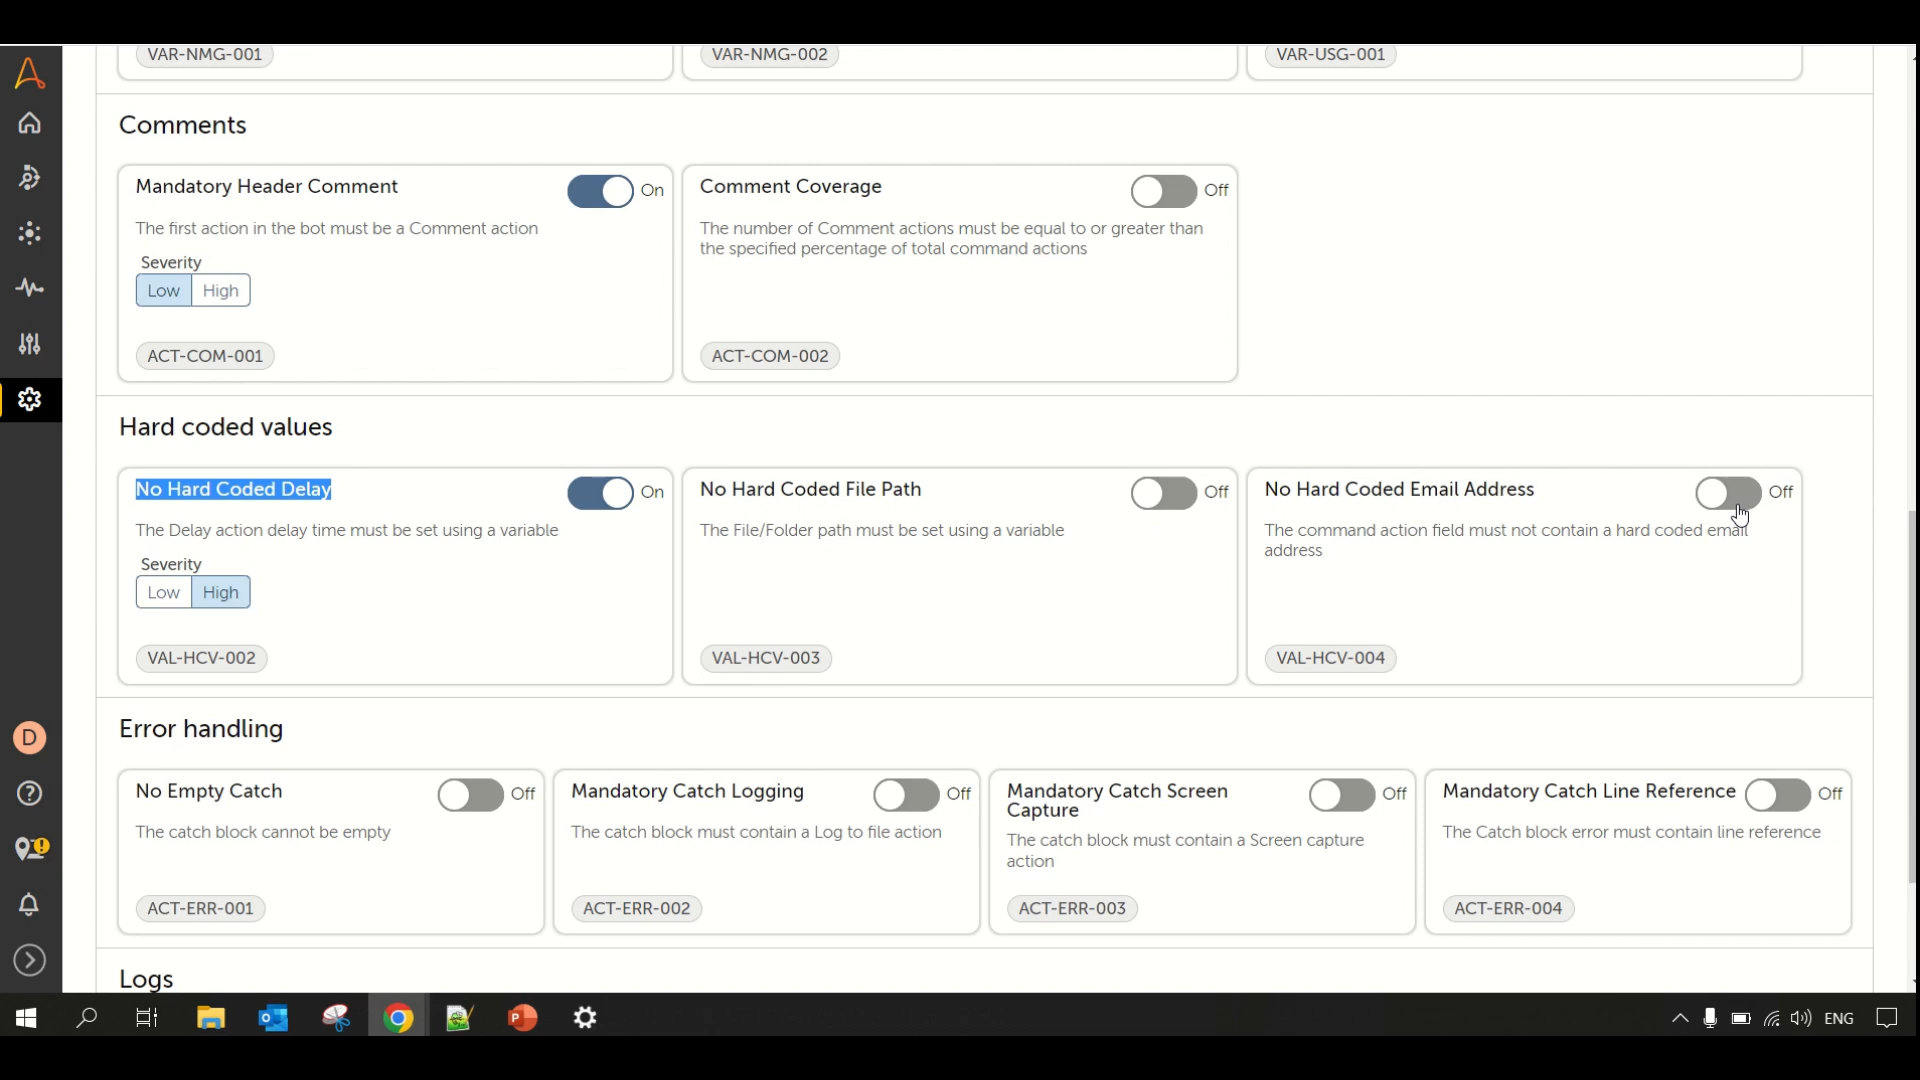 VAR-NMG-001 VAR-NMG-002 VAR-USG-001
Comments
Mandatory Header Comment On
The first action in the bot must be a Comment action
Severity
Low High
ACT-COM-001
Comment Coverage Off
The number of Comment actions must be equal to or greater than
the specified percentage of total command actions
ACT-COM-002
Hard coded values
No Hard Coded Delay On
The Delay action delay time must be set using a variable
Severity
Low High
VAL-HCV-002
No Hard Coded File Path Off
The File/Folder path must be set using a variable
VAL-HCV-003
No Hard Coded Email Address Off
The command action field must not contain a hard coded email
address
VAL-HCV-004
Error handling
No Empty Catch Off
The catch block cannot be empty
ACT-ERR-001
Mandatory Catch Logging Off
The catch block must contain a Log to file action
ACT-ERR-002
Mandatory Catch Screen Off
Capture
The catch block must contain a Screen capture
action
ACT-ERR-003
Mandatory Catch Line Reference Off
The Catch block error must contain line reference
ACT-ERR-004
Logs
D
ENG